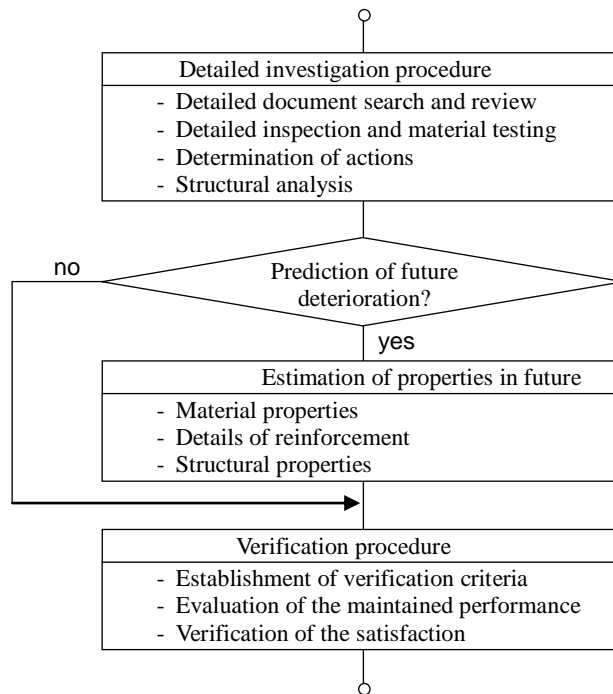 Detailed investigation procedure
- Detailed document search and review
- Detailed inspection and material testing
- Determination of actions
- Structural analysis
no
Prediction of future
deterioration?
yes
Estimation of properties in future
- Material properties
- Details of reinforcement
- Structural properties
Verification procedure
- Establishment of verification criteria
- Evaluation of the maintained performance
- Verification of the satisfaction